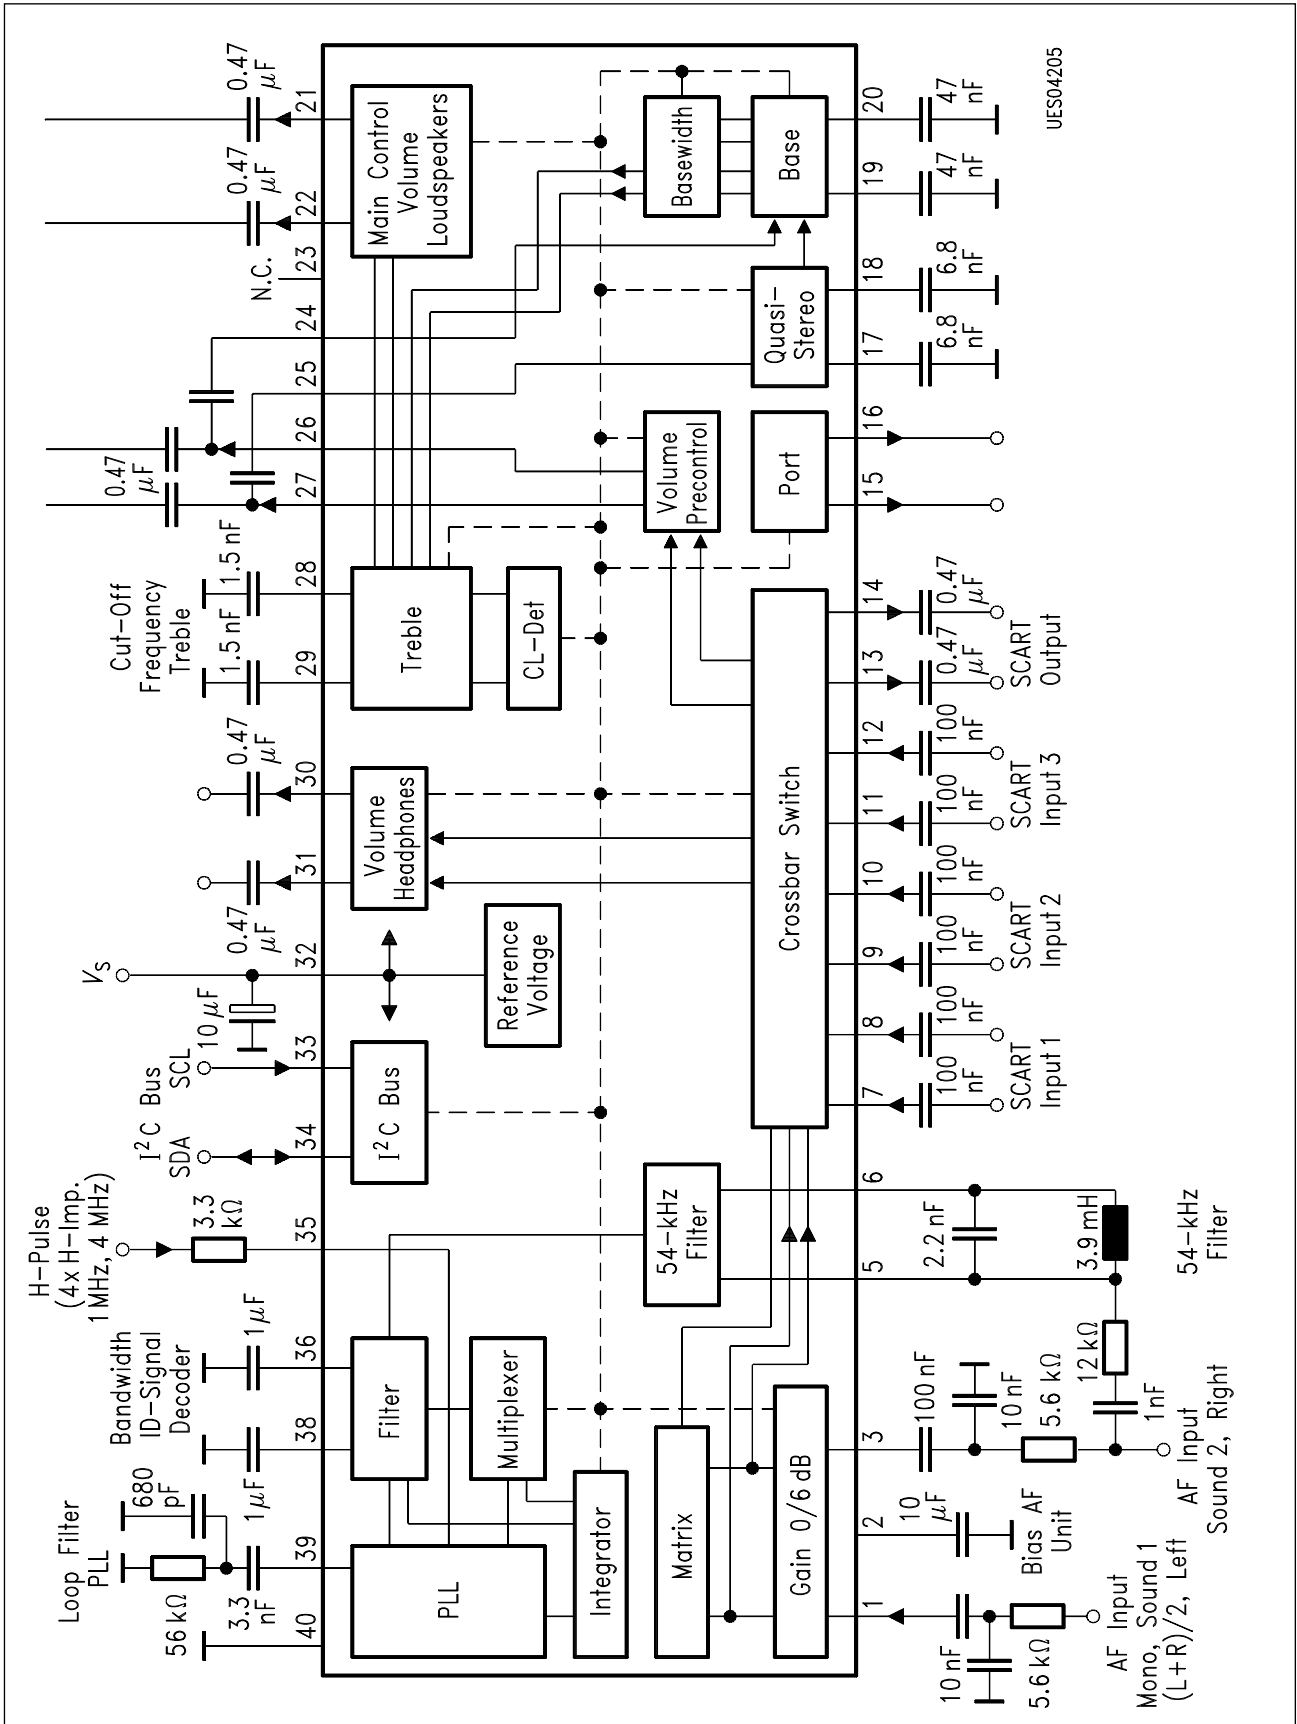 UES04205
0.47
μF
21
0.47
μF
22
N.C.
23
24
25
26
0.47
μF
27
Cut-Off
Frequency
Treble
1.5 nF
28
1.5 nF
29
0.47
μF
30
31
0.47
μF
32
Vs
10 μF
33
I²C Bus
SCL
SDA
34
H-Pulse
(4x H-Imp.
1MHz, 4 MHz)
3.3
kΩ
35
Bandwidth
ID-Signal
Decoder
1μF
36
38
1μF
Loop Filter
PLL
680
pF
39
56 kΩ
3.3
nF
40
Main Control
Volume
Loudspeakers
Basewidth
Base
Quasi-
Stereo
Volume
Precontrol
Port
Treble
CL-Det
Volume
Headphones
Reference
Voltage
Crossbar Switch
I²C Bus
54-kHz
Filter
Filter
Multiplexer
PLL
Integrator
Matrix
Gain 0/6 dB
20
47
nF
19
47
nF
18
6.8
nF
17
6.8
nF
16
15
14
0.47
μF
13
0.47
μF
SCART
Output
12
100
nF
11
100
nF
SCART
Input 3
10
100
nF
9
100
nF
SCART
Input 2
8
100
nF
7
100
nF
SCART
Input 1
6
2.2 nF
3.9 mH
54-kHz
Filter
5
12 kΩ
3
100 nF
10 nF
5.6 kΩ
1nF
AF Input
Sound 2, Right
2
10
μF
Bias AF
Unit
1
10 nF
5.6 kΩ
AF Input
Mono, Sound 1
(L+R)/2, Left